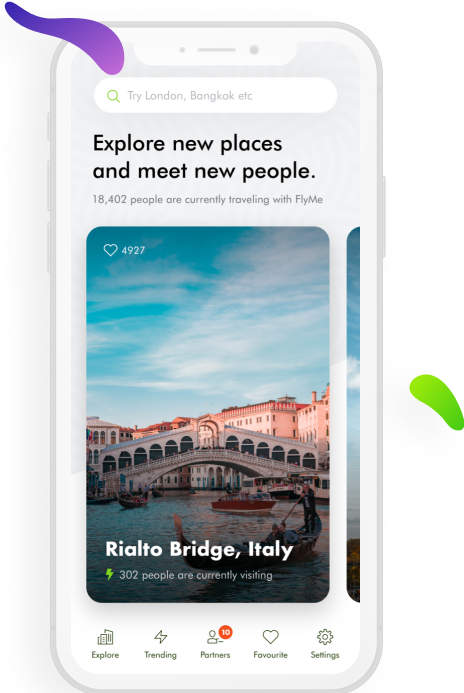 Try London, Bangkok etc
Explore new places
and meet new people.
18,402 people are currently traveling with FlyMe
4927
Rialto Bridge, Italy
302 people are currently visiting
10
Explore Trending Partners Favourite Settings